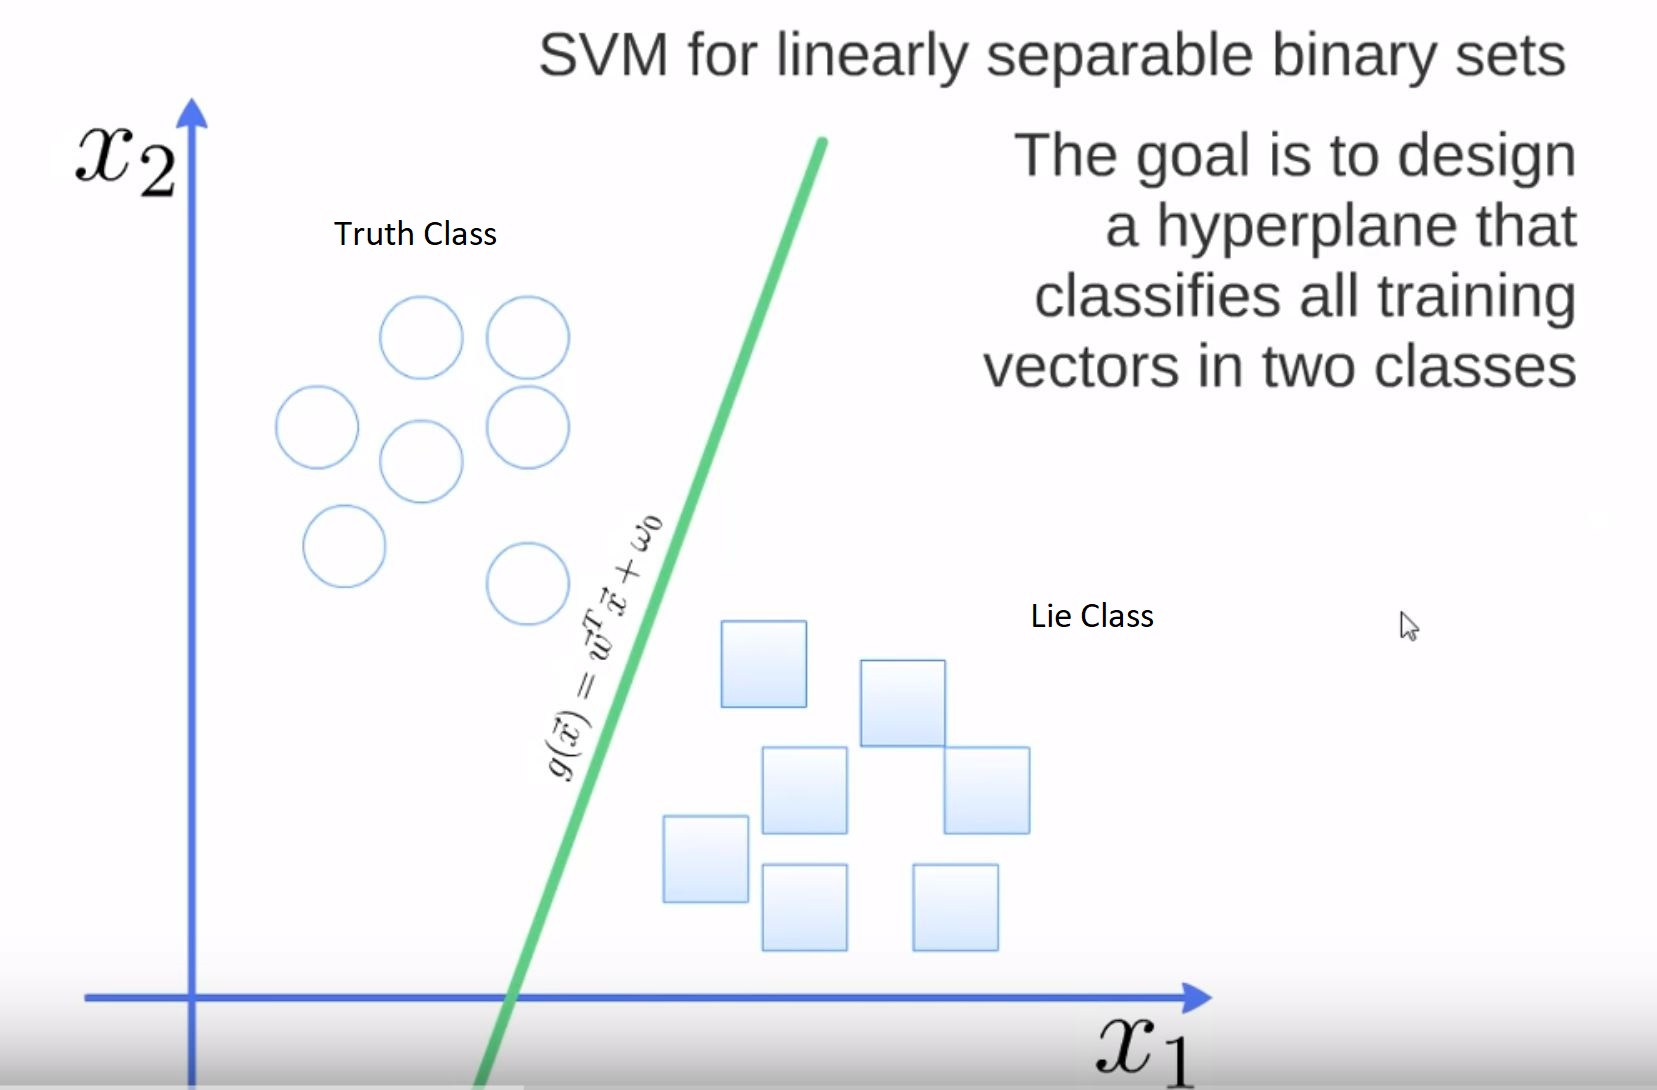 SVM for linearly separable binary sets
The goal is to design
a hyperplane that
classifies all training
vectors in two classes
x₂
Truth Class
g(x⃗) = w⃗ᵀx⃗ + ω₀
Lie Class
x₁